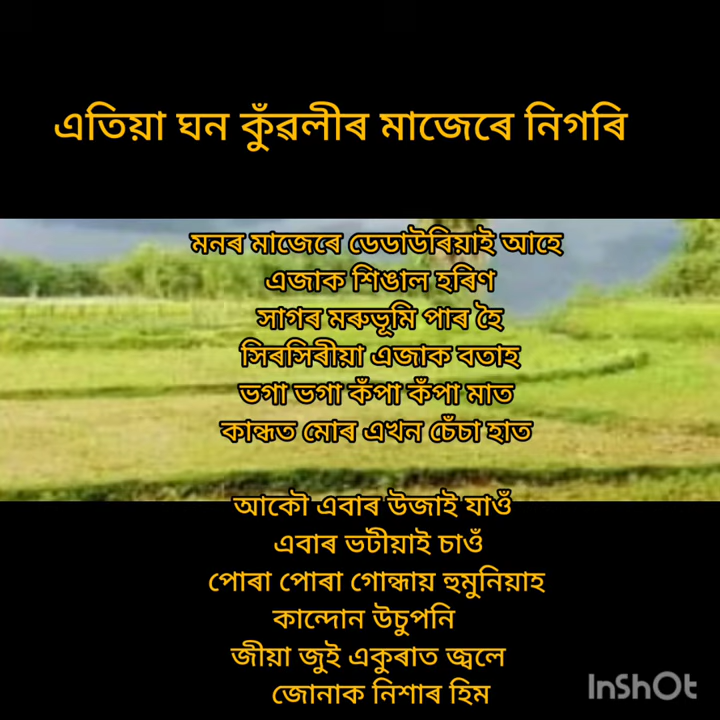 এতিয়া ঘন কুঁৱলীৰ মাজেৰে নিগৰি
মনৰ মাজেৰে ডেডাউৰিয়াই আহে
এজাক শিঙাল হৰিণ
সাগৰ মৰুভূমি পাৰ হৈ
সিৰসিৰীয়া এজাক বতাহ
ভগা ভগা কঁপা কঁপা মাত
কান্ধত মোৰ এখন চেঁচা হাত
আকৌ এবাৰ উজাই যাওঁ
এবাৰ ভটীয়াই চাওঁ
পোৰা পোৰা গোন্ধায় হুমুনিয়াহ
কান্দোন উচুপনি
জীয়া জুই একুৰাত জ্বলে
জোনাক নিশাৰ হিম
InShOt